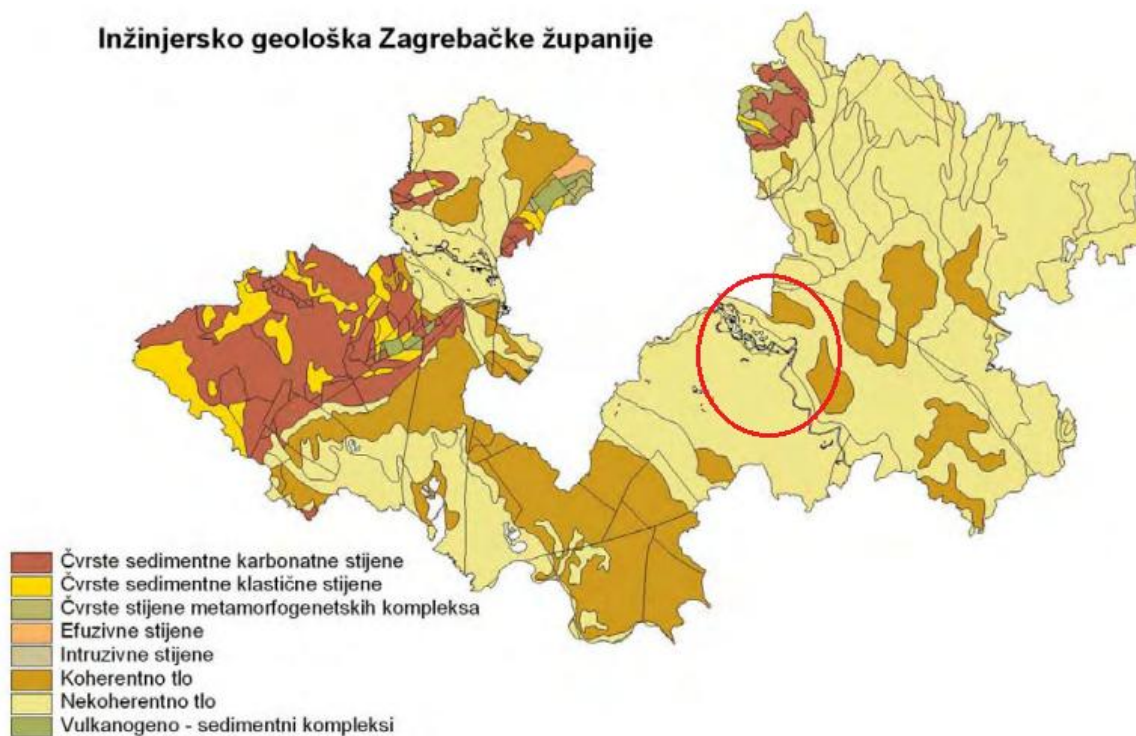 Inžinjersko geološka Zagrebačke županije
Čvrste sedimentne karbonatne stijene
Čvrste sedimentne klastične stijene
Čvrste stijene metamorfogenetskih kompleksa
Efuzivne stijene
Intruzivne stijene
Koherentno tlo
Nekoherentno tlo
Vulkanogeno - sedimentni kompleksi